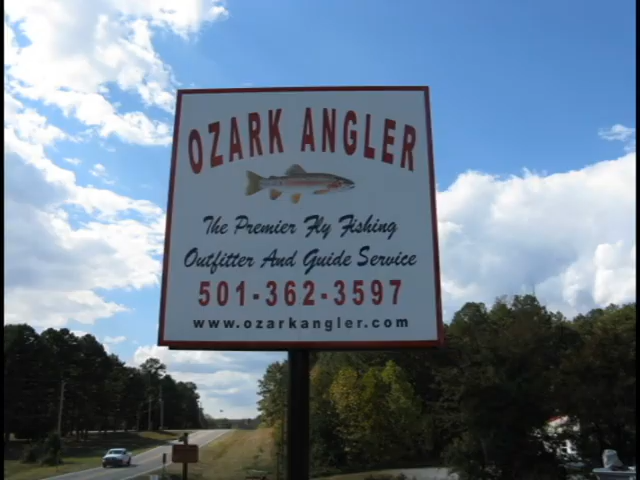 OZARK ANGLER
The Premier Fly Fishing
Outfitter And Guide Service
501-362-3597
www.ozarkangler.com